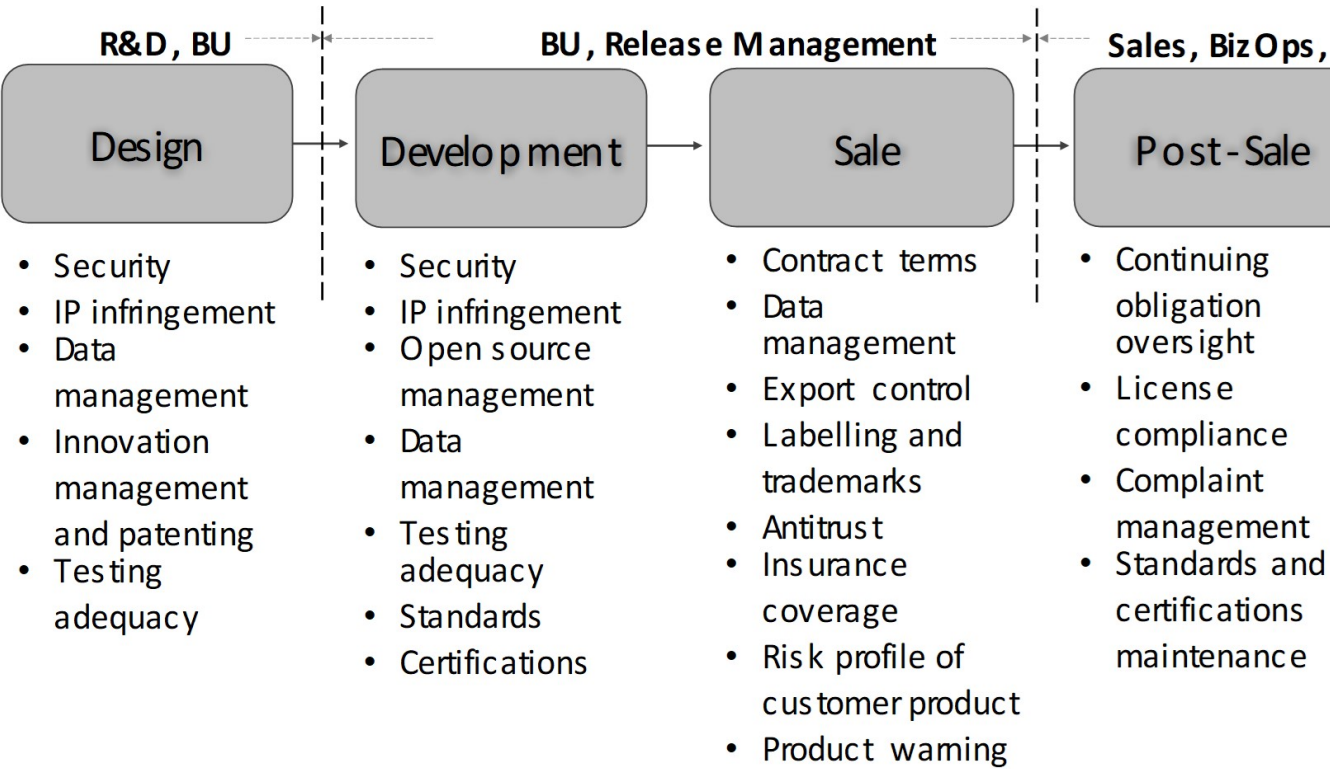 R&D, BU
BU, Release Management
Sales, BizOps,
Design
Development
Sale
Post-Sale
• Security
• IP infringement
• Data
management
• Innovation
management
and patenting
• Testing
adequacy
• Security
• IP infringement
• Open source
management
• Data
management
• Testing
adequacy
• Standards
• Certifications
• Contract terms
• Data
management
• Export control
• Labelling and
trademarks
• Antitrust
• Insurance
coverage
• Risk profile of
customer product
• Product warning
• Continuing
obligation
oversight
• License
compliance
• Complaint
management
• Standards and
certifications
maintenance